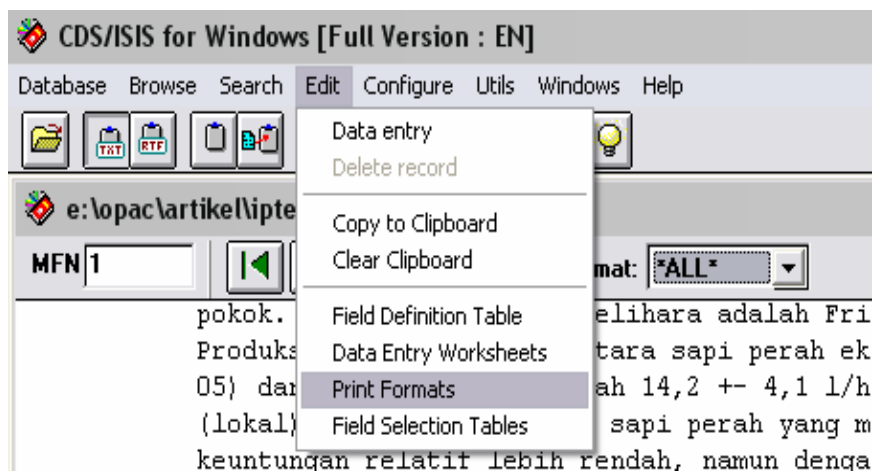 CDS/ISIS for Windows [Full Version : EN]
Database Browse Search Edit Configure Utils Windows Help
TXT RTF
Data entry
Delete record
Copy to Clipboard
Clear Clipboard
Field Definition Table
Data Entry Worksheets
Print Formats
Field Selection Tables
e:\opac\artikel\ipte
MFN 1 mat: *ALL*
pokok. elihara adalah Fri
Produks tara sapi perah ek
05) dar ah 14,2 +- 4,1 l/h
(lokal) sapi perah yang m
keuntungan relatif lebih rendah, namun denga